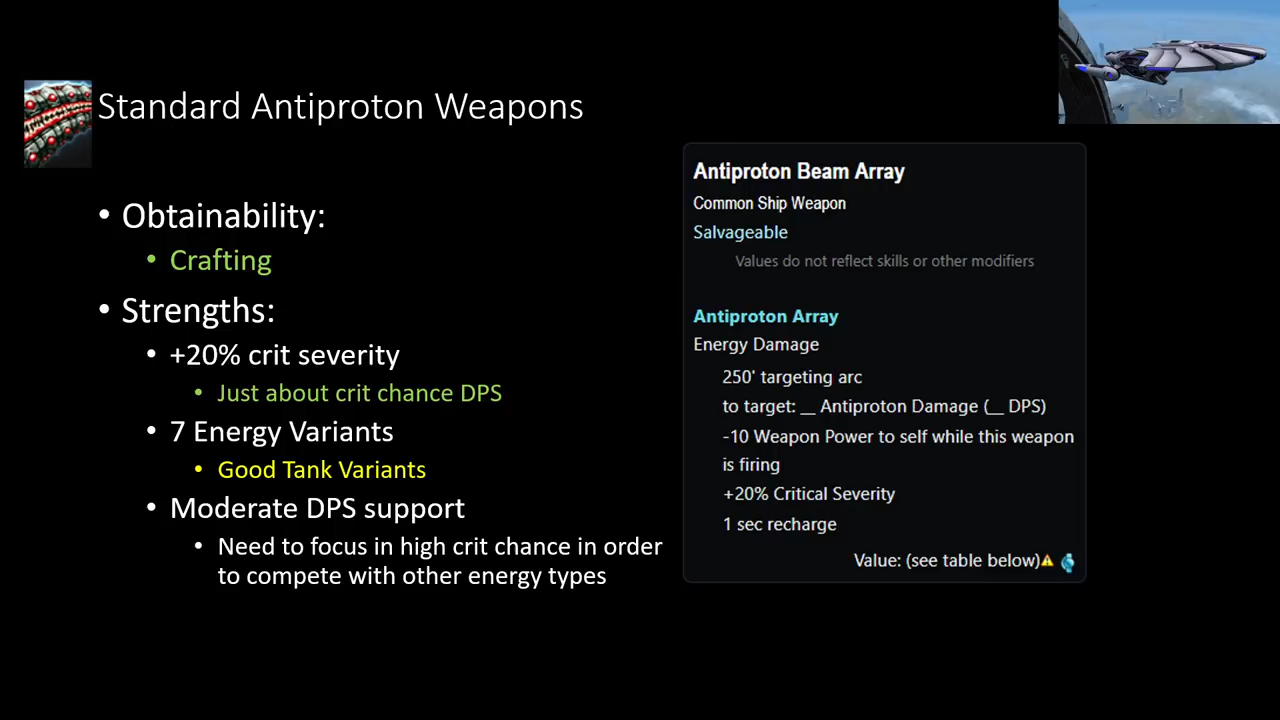 Standard Antiproton Weapons
• Obtainability:
• Crafting
• Strengths:
• +20% crit severity
• Just about crit chance DPS
• 7 Energy Variants
• Good Tank Variants
• Moderate DPS support
• Need to focus in high crit chance in order
to compete with other energy types
Antiproton Beam Array
Common Ship Weapon
Salvageable
Values do not reflect skills or other modifiers
Antiproton Array
Energy Damage
250' targeting arc
to target: __ Antiproton Damage (__ DPS)
-10 Weapon Power to self while this weapon
is firing
+20% Critical Severity
1 sec recharge
Value: (see table below)